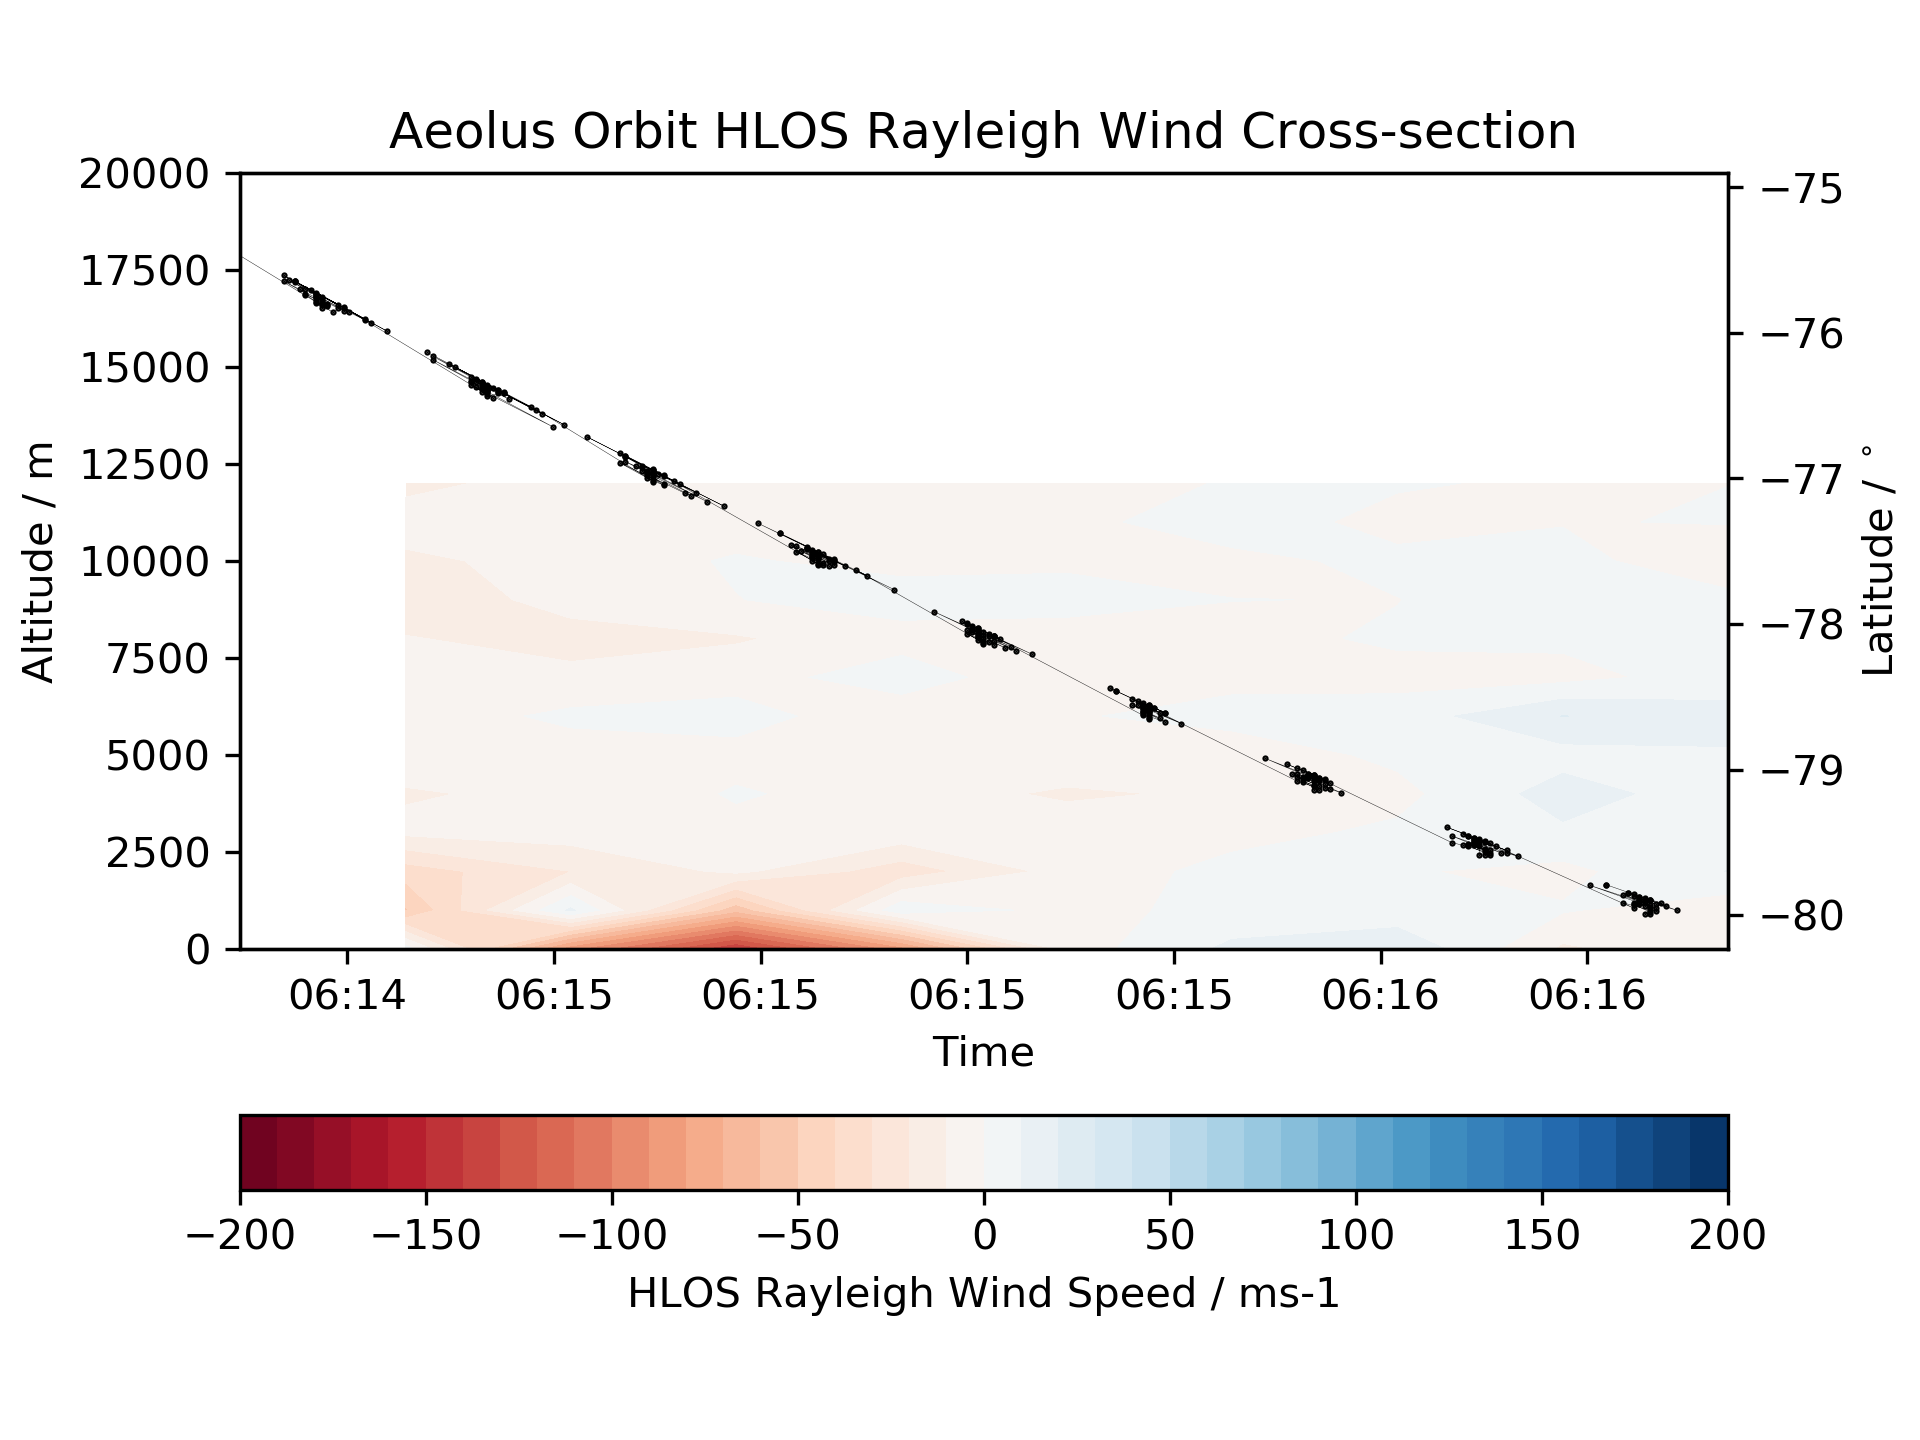 Aeolus Orbit HLOS Rayleigh Wind Cross-section
20000
17500
15000
12500
10000
7500
5000
2500
0
Altitude / m
−75
−76
−77
−78
−79
−80
Latitude / °
06:14 06:15 06:15 06:15 06:15 06:16 06:16
Time
−200 −150 −100 −50 0 50 100 150 200
HLOS Rayleigh Wind Speed / ms-1